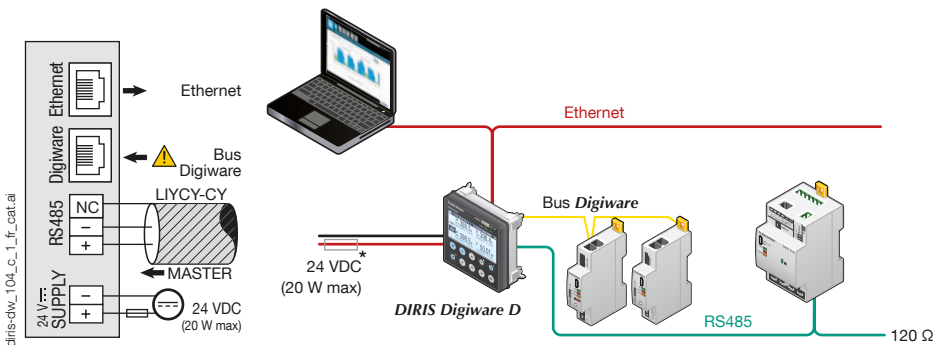 diris-dw_104_c_1_fr_cat.ai
Ethernet
Ethernet
Digiware
Bus
Digiware
RS485
NC
–
+
LIYCY-CY
MASTER
24 V
SUPPLY
–
+
24 VDC
(20 W max)
Ethernet
24 VDC
*
(20 W max)
DIRIS Digiware D
Bus Digiware
RS485
120 Ω